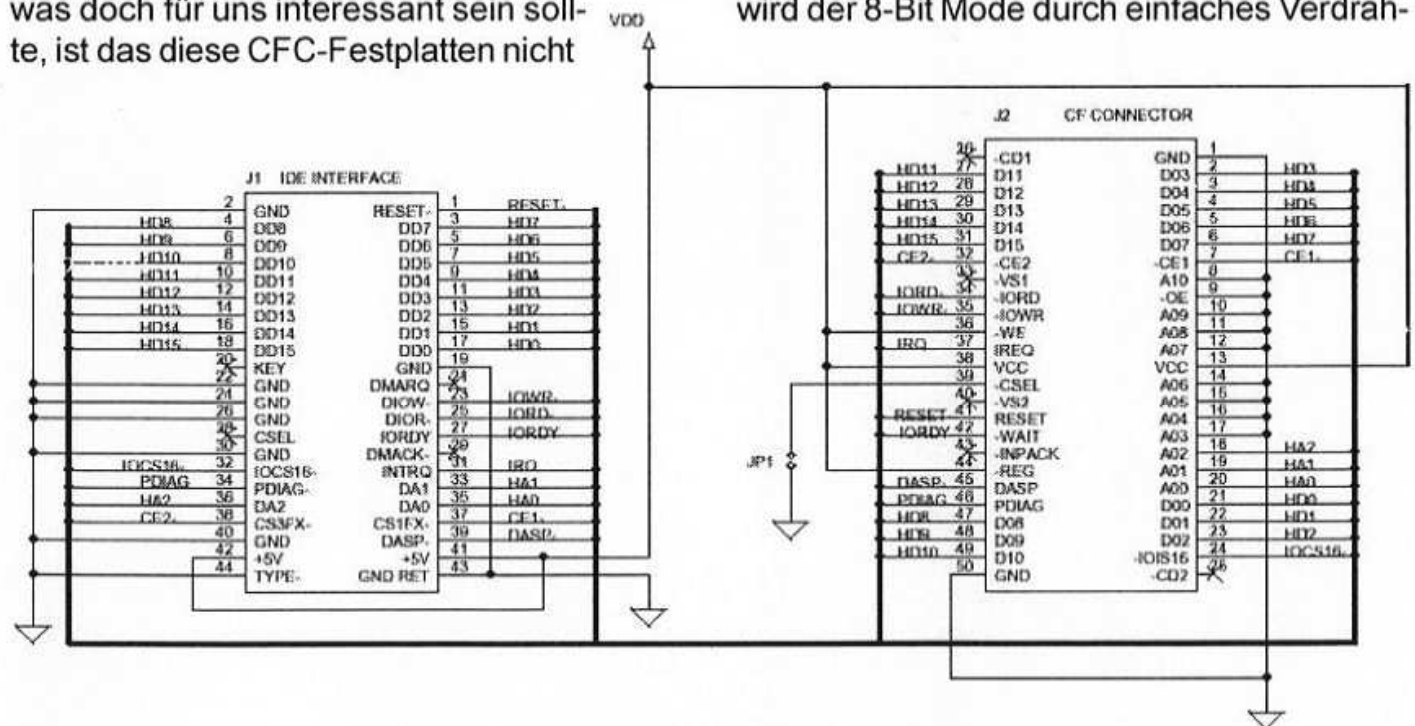 was doch für uns interessant sein soll-
te, ist das diese CFC-Festplatten nicht
wird der 8-Bit Mode durch einfaches Verdrah-
VDD
J1 IDE INTERFACE
2 GND RESET- 1 RESET-
HD8 4 DD8 DD7 3 HD7
HD9 6 DD9 DD6 5 HD6
HD10 8 DD10 DD5 7 HD5
HD11 10 DD11 DD4 9 HD4
HD12 12 DD12 DD3 11 HD3
HD13 14 DD13 DD2 13 HD2
HD14 16 DD14 DD1 15 HD1
HD15 18 DD15 DD0 17 HD0
20 KEY GND 19
22 GND DMARQ 21
24 GND DIOW- 23 IOWR-
26 GND DIOR- 25 IORD-
28 CSEL IORDY 27 IORDY
30 GND DMACK- 29
IOCS16- 32 IOCS16- INTRQ 31 IRQ
PDIAG 34 PDIAG- DA1 33 HA1
HA2 36 DA2 DA0 35 HA0
CE2- 38 CS3FX- CS1FX- 37 CE1-
40 GND DASP- 39 DASP-
42 +5V +5V 41
44 TYPE- GND RET 43
J2 CF CONNECTOR
26 -CD1 GND 1
HD11 27 D11 D03 2 HD3
HD12 28 D12 D04 3 HD4
HD13 29 D13 D05 4 HD5
HD14 30 D14 D06 5 HD6
HD15 31 D15 D07 6 HD7
CE2- 32 -CE2 -CE1 7 CE1-
33 -VS1 A10 8
IORD- 34 -IORD -OE 9
IOWR- 35 -IOWR A09 10
36 -WE A08 11
IRQ 37 IREQ A07 12
38 VCC VCC 13
39 -CSEL A06 14
40 -VS2 A05 15
RESET 41 RESET A04 16
IORDY 42 -WAIT A03 17
43 -INPACK A02 18 HA2
44 -REG A01 19 HA1
DASP- 45 DASP A00 20 HA0
PDIAG 46 PDIAG D00 21 HD0
HD8 47 D08 D01 22 HD1
HD9 48 D09 D02 23 HD2
HD10 49 D10 -IOIS16 24 IOCS16-
50 GND -CD2 25
JP1